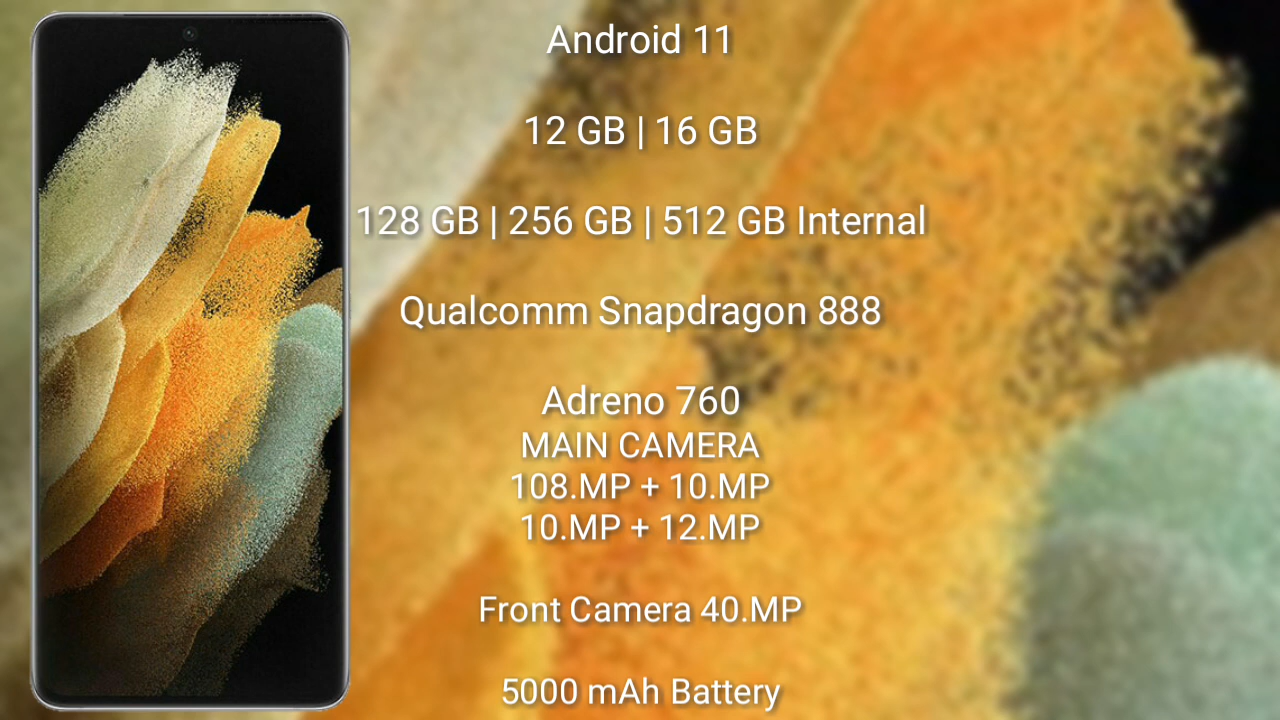 Android 11
12 GB | 16 GB
128 GB | 256 GB | 512 GB Internal
Qualcomm Snapdragon 888
Adreno 760
MAIN CAMERA
108.MP + 10.MP
10.MP + 12.MP
Front Camera 40.MP
5000 mAh Battery